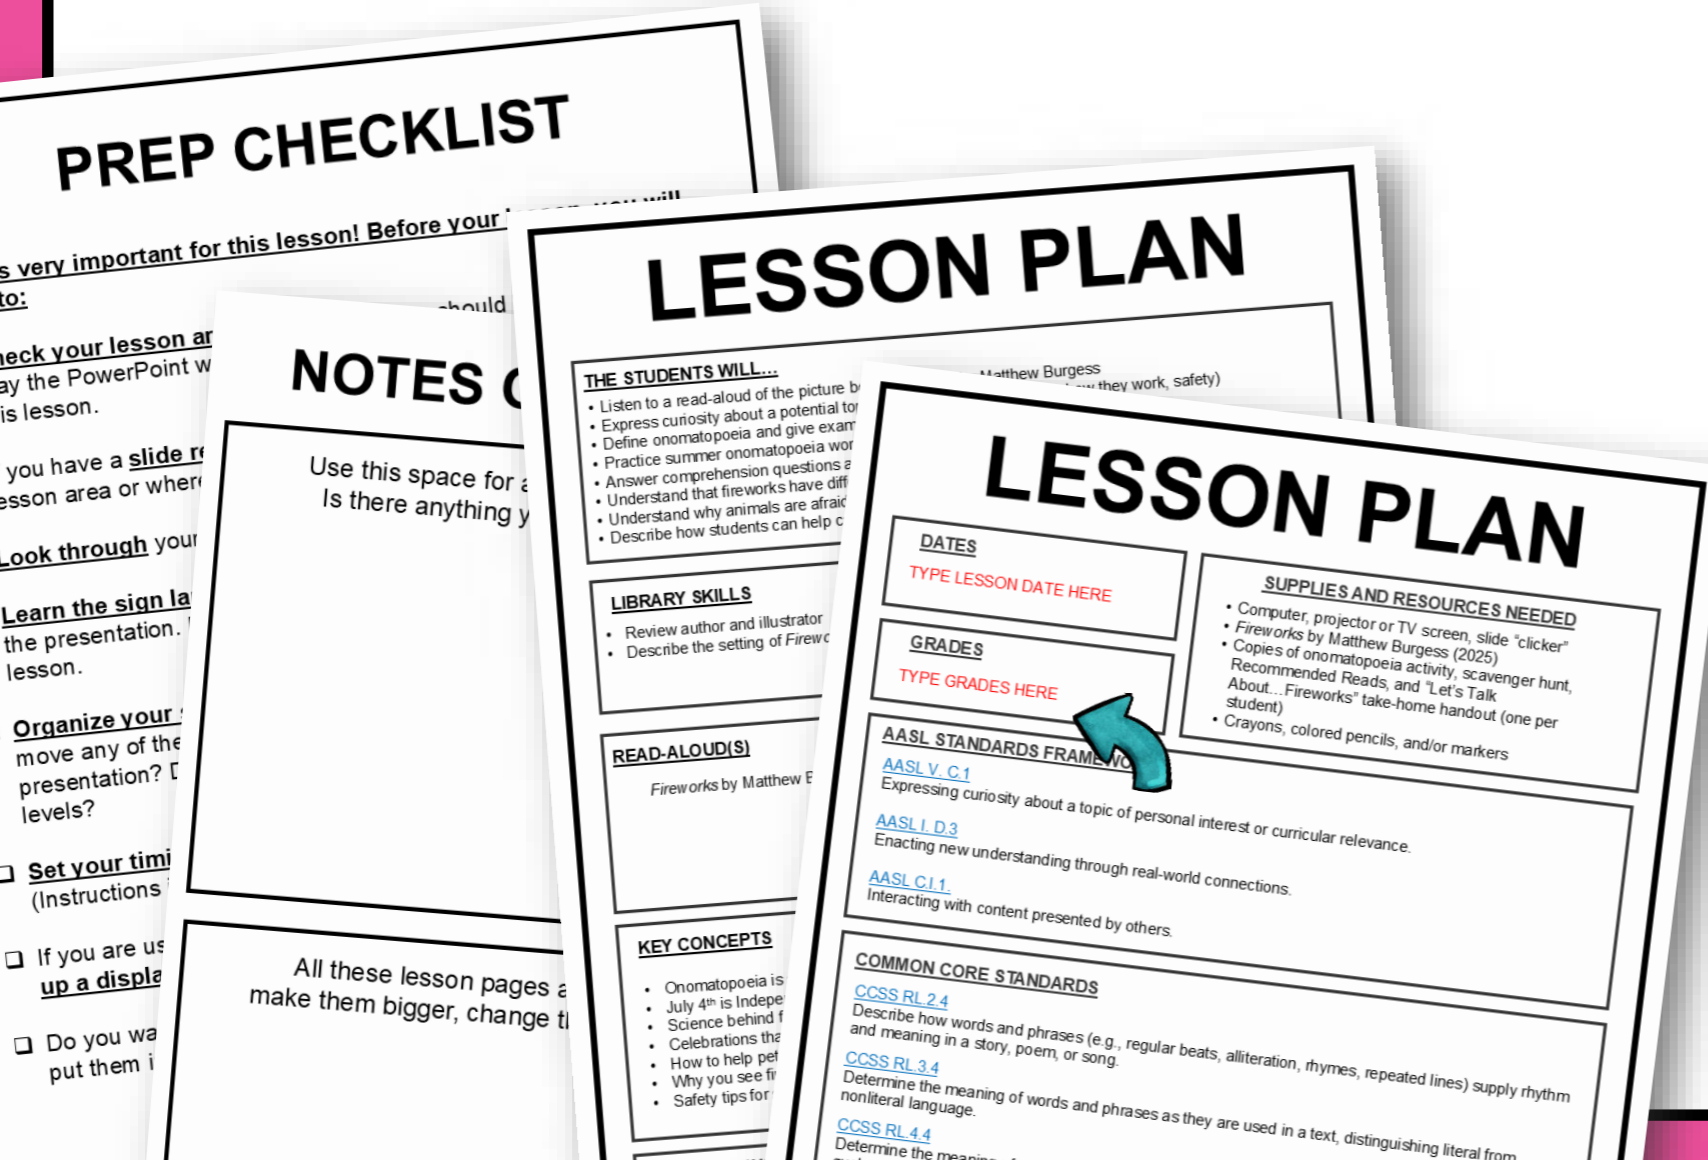 PREP CHECKLIST
s very important for this lesson! Before your lesson, you will
to:
should
heck your lesson ar
ay the PowerPoint w
is lesson.
you have a slide re
esson area or where
Look through your
Learn the sign la
the presentation.
lesson.
Organize your s
move any of the
presentation? D
levels?
❑ Set your timi
(Instructions i
❑ If you are us
up a displa
❑ Do you wa
put them i
NOTES
Use this space for a
Is there anything y
All these lesson pages a
make them bigger, change t
LESSON PLAN
THE STUDENTS WILL...
• Listen to a read-aloud of the picture b
Matthew Burgess
• Express curiosity about a potential to
how they work, safety)
• Define onomatopoeia and give exam
• Practice summer onomatopoeia wor
• Answer comprehension questions a
• Understand that fireworks have diff
• Understand why animals are afraid
• Describe how students can help c
LIBRARY SKILLS
• Review author and illustrator
• Describe the setting of Firewo
READ-ALOUD(S)
Fireworks by Matthew B
KEY CONCEPTS
• Onomatopoeia is
• July 4th is Indepe
• Science behind f
• Celebrations tha
• How to help pet
• Why you see fi
• Safety tips for
LESSON PLAN
DATES
TYPE LESSON DATE HERE
GRADES
TYPE GRADES HERE
SUPPLIES AND RESOURCES NEEDED
• Computer, projector or TV screen, slide “clicker”
• Fireworks by Matthew Burgess (2025)
• Copies of onomatopoeia activity, scavenger hunt,
Recommended Reads, and “Let’s Talk
About…Fireworks” take-home handout (one per
student)
• Crayons, colored pencils, and/or markers
AASL STANDARDS FRAMEWO
AASL V. C.1
Expressing curiosity about a topic of personal interest or curricular relevance.
AASL I. D.3
Enacting new understanding through real-world connections.
AASL C.I.1.
Interacting with content presented by others.
COMMON CORE STANDARDS
CCSS RL.2.4
Describe how words and phrases (e.g., regular beats, alliteration, rhymes, repeated lines) supply rhythm
and meaning in a story, poem, or song.
CCSS RL.3.4
Determine the meaning of words and phrases as they are used in a text, distinguishing literal from
nonliteral language.
CCSS RL.4.4
Determine the meaning